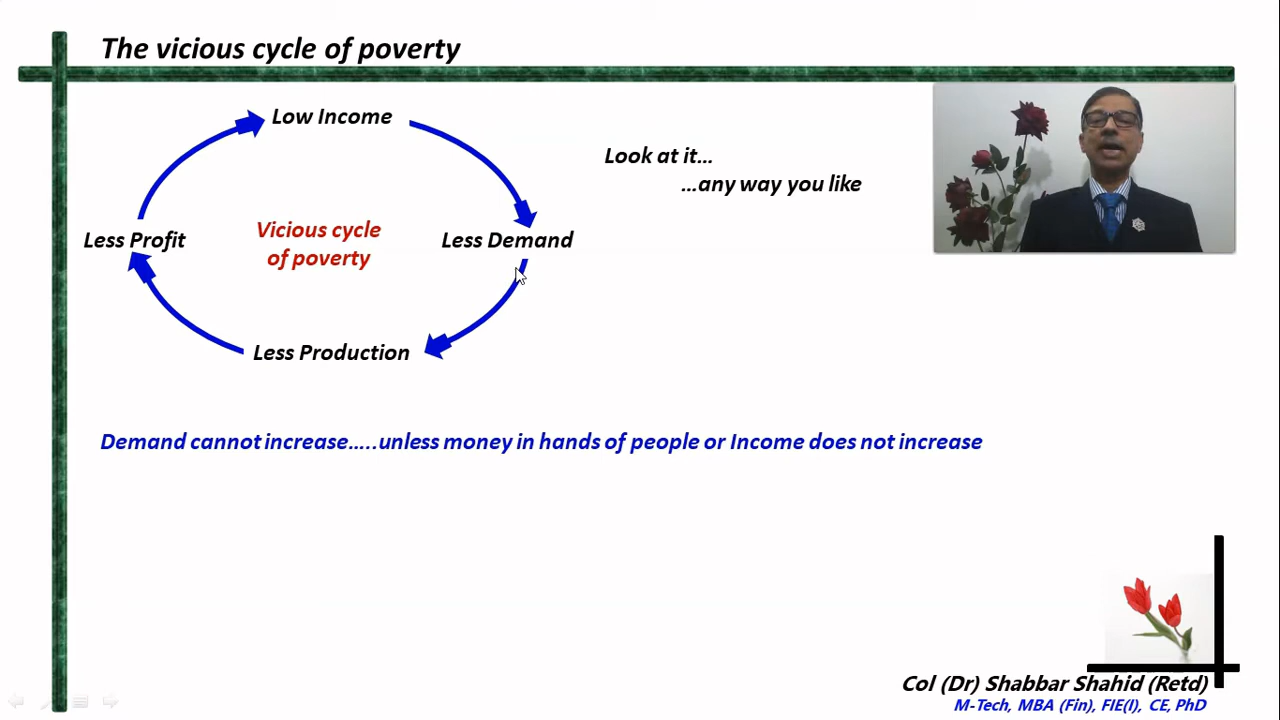 The vicious cycle of poverty
Low Income
Look at it...
...any way you like
Less Profit
Vicious cycle
of poverty
Less Demand
Less Production
Demand cannot increase.....unless money in hands of people or Income does not increase
Col (Dr) Shabbar Shahid (Retd)
M-Tech, MBA (Fin), FIE(I), CE, PhD